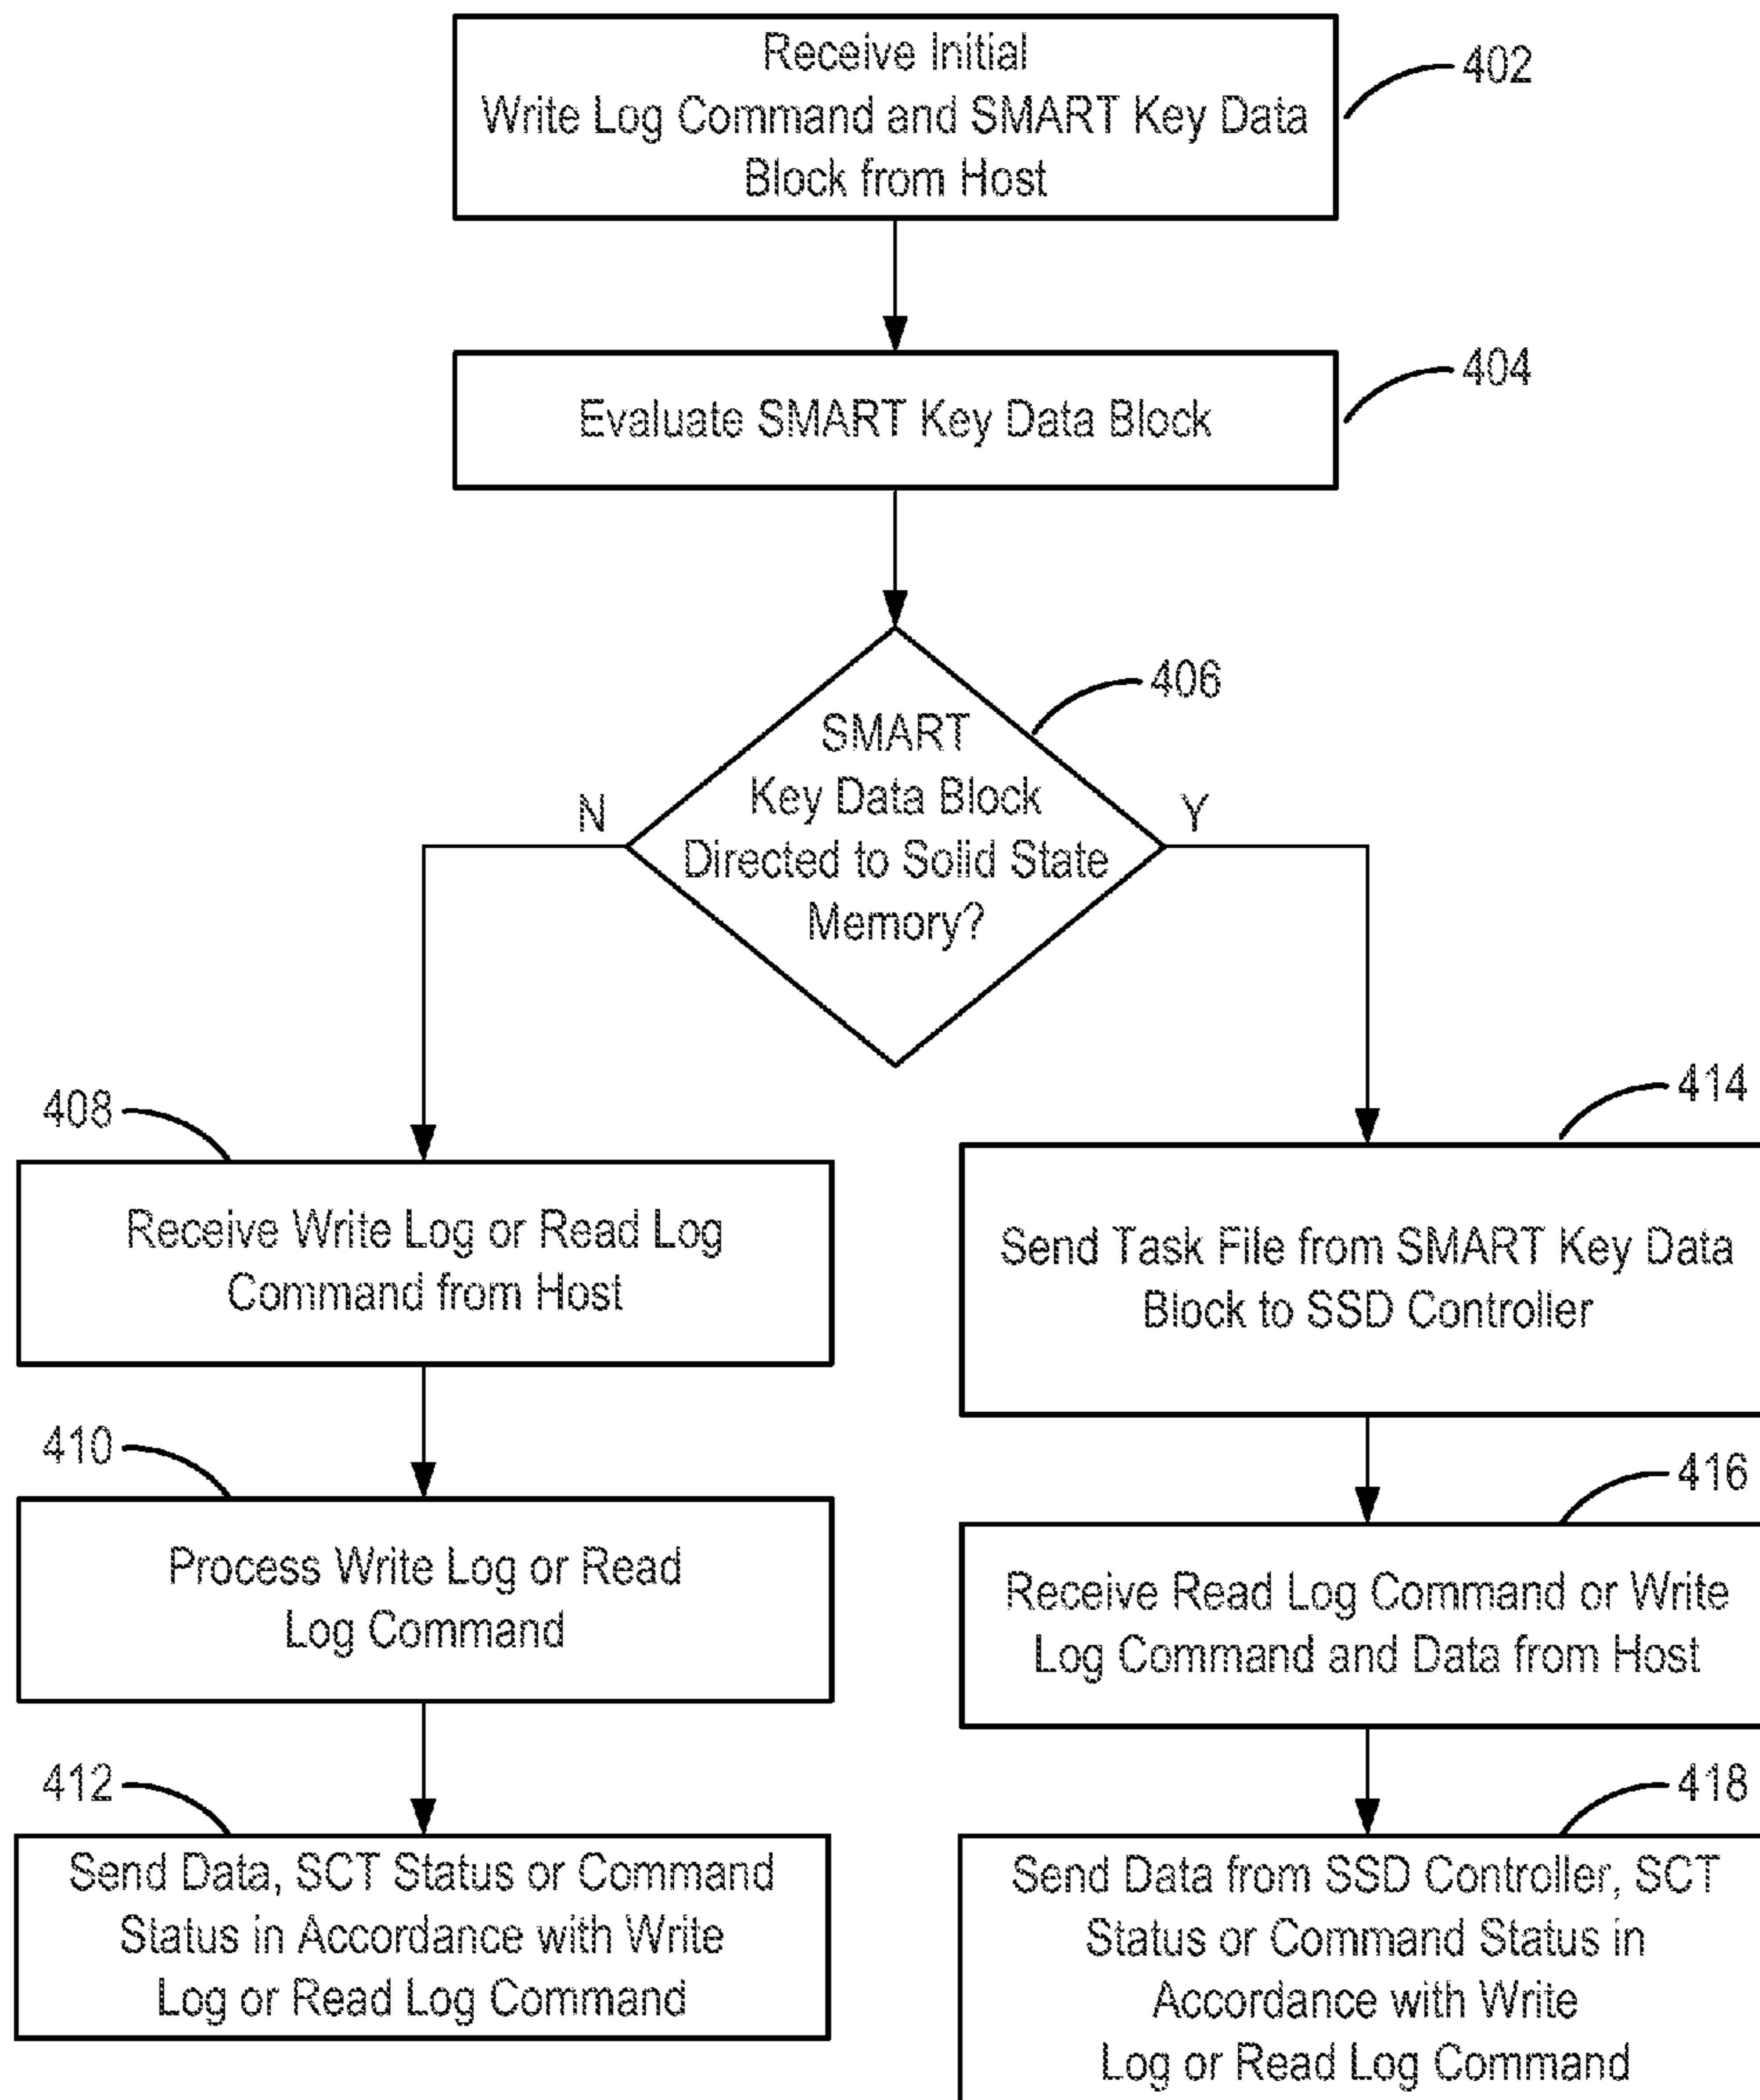 Receive Initial
Write Log Command and SMART Key Data
Block from Host
402
Evaluate SMART Key Data Block
404
406
SMART
Key Data Block
Directed to Solid State
Memory?
N
Y
408
Receive Write Log or Read Log
Command from Host
410
Process Write Log or Read
Log Command
412
Send Data, SCT Status or Command
Status in Accordance with Write
Log or Read Log Command
414
Send Task File from SMART Key Data
Block to SSD Controller
416
Receive Read Log Command or Write
Log Command and Data from Host
418
Send Data from SSD Controller, SCT
Status or Command Status in
Accordance with Write
Log or Read Log Command